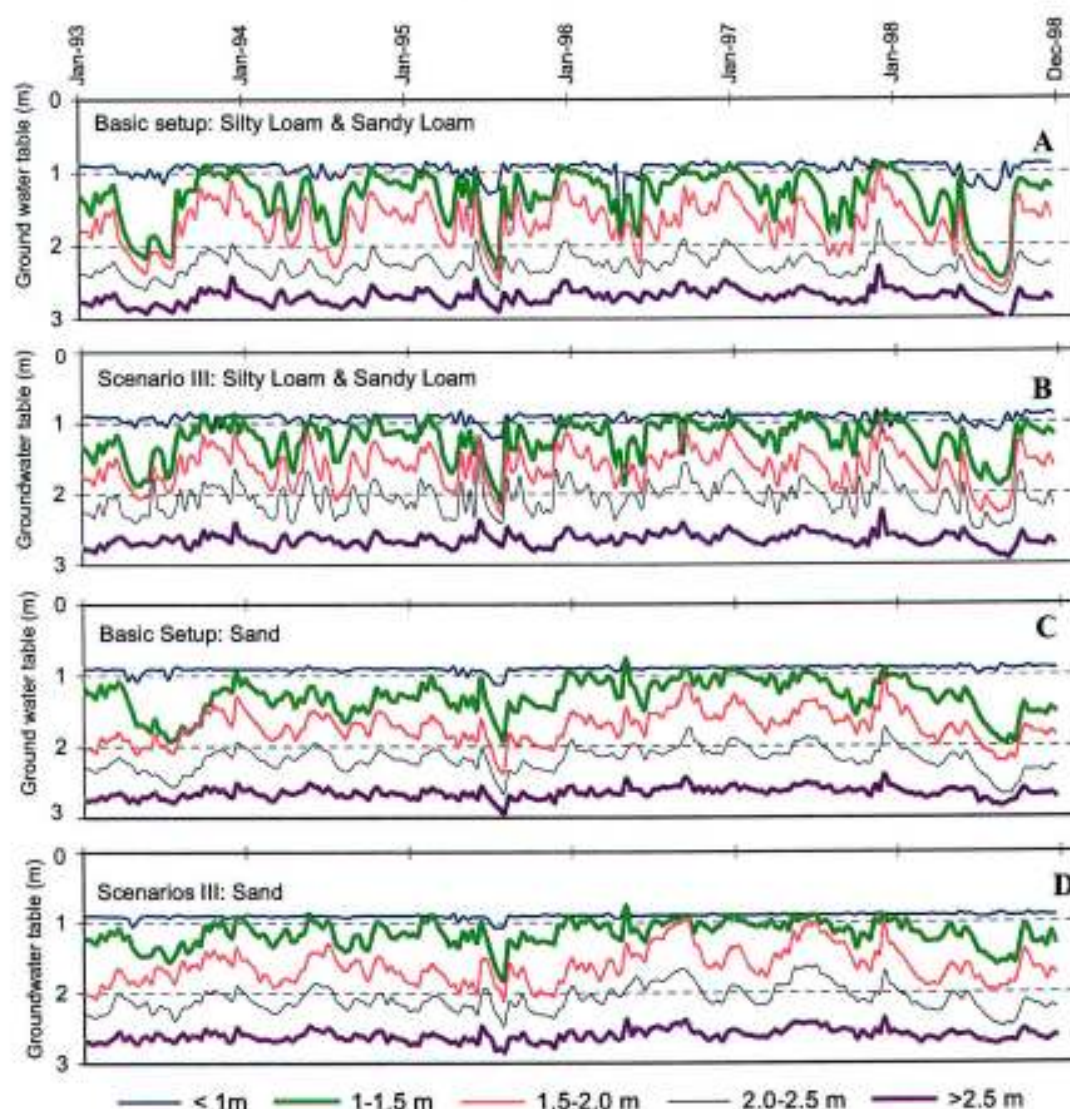 Jan-93 Jan-94 Jan-95 Jan-96 Jan-97 Jan-98 Dec-98
0
1
2
3
Ground water table (m)
Basic setup: Silty Loam & Sandy Loam
A
0
1
2
3
Groundwater table (m)
Scenario III: Silty Loam & Sandy Loam
B
0
1
2
3
Ground water table (m)
Basic Setup: Sand
C
0
1
2
3
Groundwater table (m)
Scenarios III: Sand
D
< 1m 1-1.5 m 1.5-2.0 m 2.0-2.5 m >2.5 m